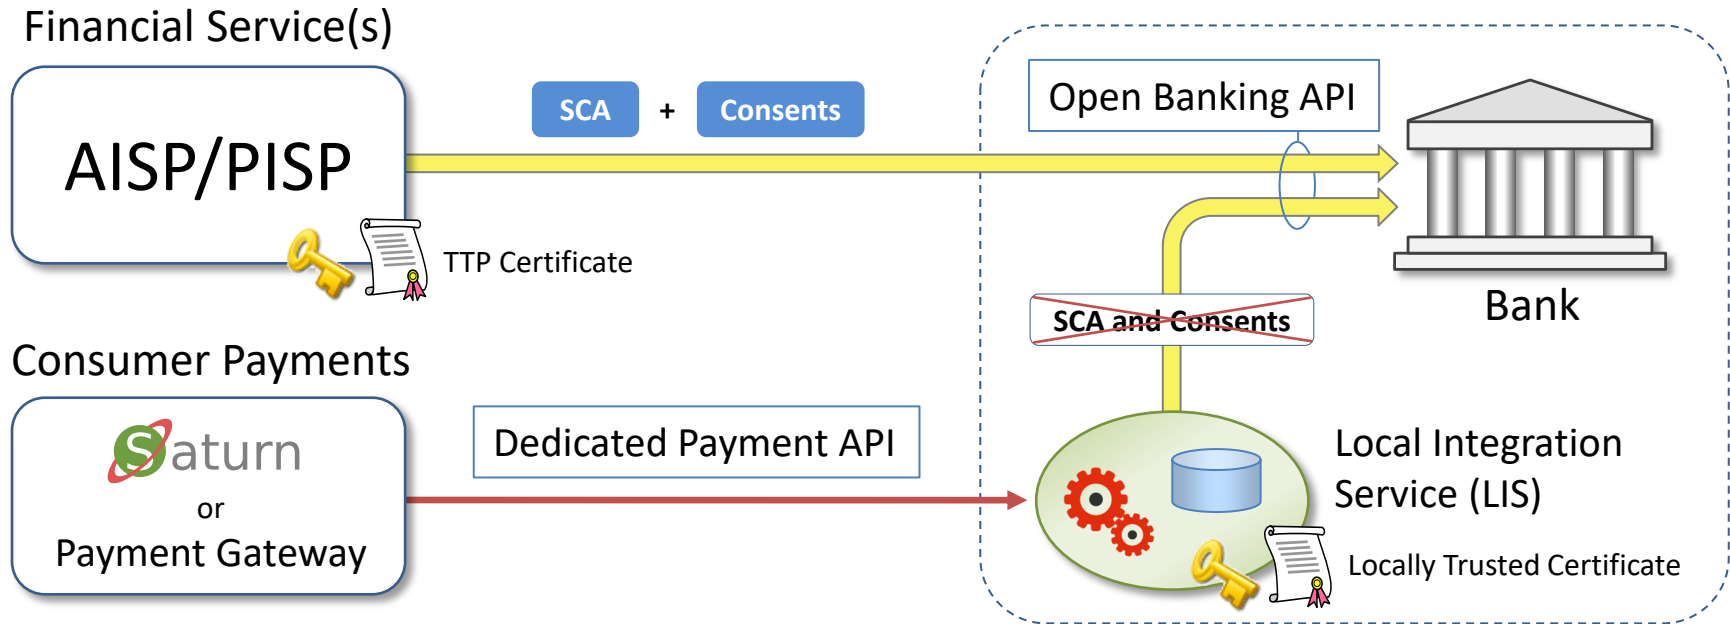 Financial Service(s)
AISP/PISP
TTP Certificate
SCA + Consents
Open Banking API
Bank
SCA and Consents
Consumer Payments
Saturn
or
Payment Gateway
Dedicated Payment API
Local Integration
Service (LIS)
Locally Trusted Certificate